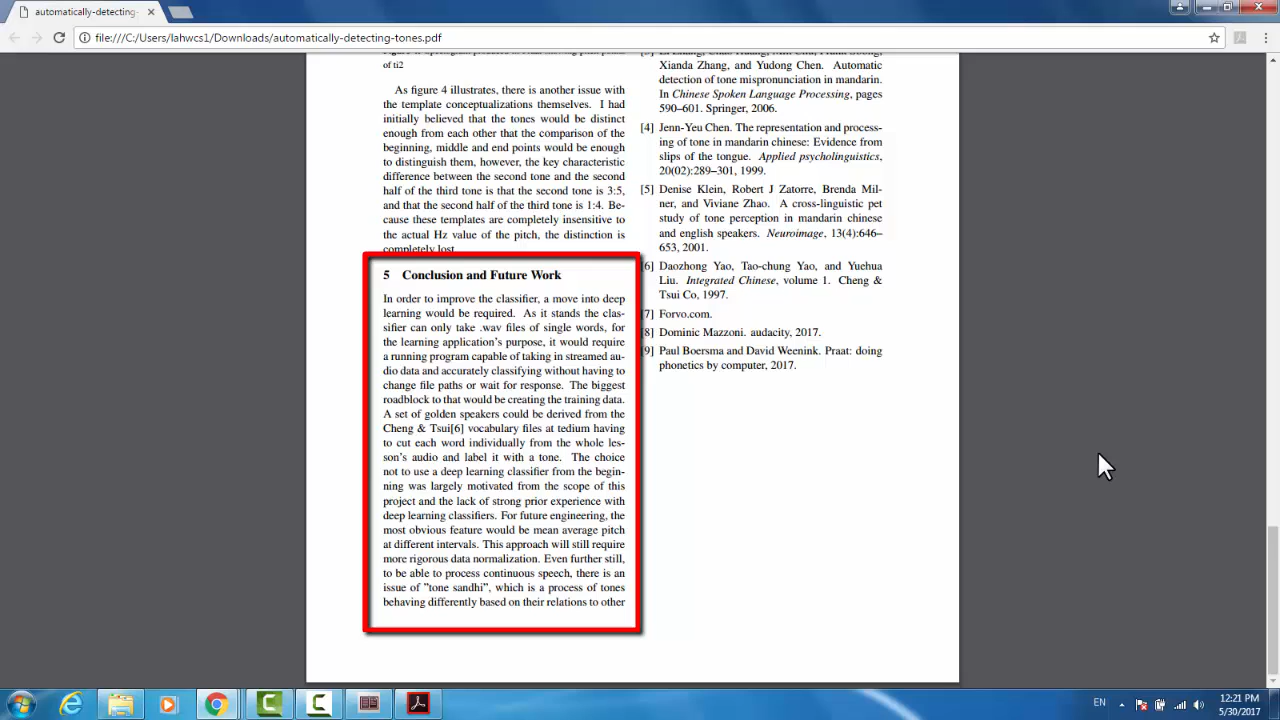 automatically-detecting-
file:///C:/Users/lahwcs1/Downloads/automatically-detecting-tones.pdf
of ti2
As figure 4 illustrates, there is another issue with
the template conceptualizations themselves. I had
initially believed that the tones would be distinct
enough from each other that the comparison of the
beginning, middle and end points would be enough
to distinguish them, however, the key characteristic
difference between the second tone and the second
half of the third tone is that the second tone is 3:5,
and that the second half of the third tone is 1:4. Be-
cause these templates are completely insensitive to
the actual Hz value of the pitch, the distinction is
completely lost.
5 Conclusion and Future Work
In order to improve the classifier, a move into deep
learning would be required. As it stands the clas-
sifier can only take .wav files of single words, for
the learning application's purpose, it would require
a running program capable of taking in streamed au-
dio data and accurately classifying without having to
change file paths or wait for response. The biggest
roadblock to that would be creating the training data.
A set of golden speakers could be derived from the
Cheng & Tsui[6] vocabulary files at tedium having
to cut each word individually from the whole les-
son's audio and label it with a tone. The choice
not to use a deep learning classifier from the begin-
ning was largely motivated from the scope of this
project and the lack of strong prior experience with
deep learning classifiers. For future engineering, the
most obvious feature would be mean average pitch
at different intervals. This approach will still require
more rigorous data normalization. Even further still,
to be able to process continuous speech, there is an
issue of "tone sandhi", which is a process of tones
behaving differently based on their relations to other
Xianda Zhang, and Yudong Chen. Automatic
detection of tone mispronunciation in mandarin.
In Chinese Spoken Language Processing, pages
590–601. Springer, 2006.
[4] Jenn-Yeu Chen. The representation and process-
ing of tone in mandarin chinese: Evidence from
slips of the tongue. Applied psycholinguistics,
20(02):289–301, 1999.
[5] Denise Klein, Robert J Zatorre, Brenda Mil-
ner, and Viviane Zhao. A cross-linguistic pet
study of tone perception in mandarin chinese
and english speakers. Neuroimage, 13(4):646–
653, 2001.
[6] Daozhong Yao, Tao-chung Yao, and Yuehua
Liu. Integrated Chinese, volume 1. Cheng &
Tsui Co, 1997.
[7] Forvo.com.
[8] Dominic Mazzoni. audacity, 2017.
[9] Paul Boersma and David Weenink. Praat: doing
phonetics by computer, 2017.
EN
12:21 PM
5/30/2017